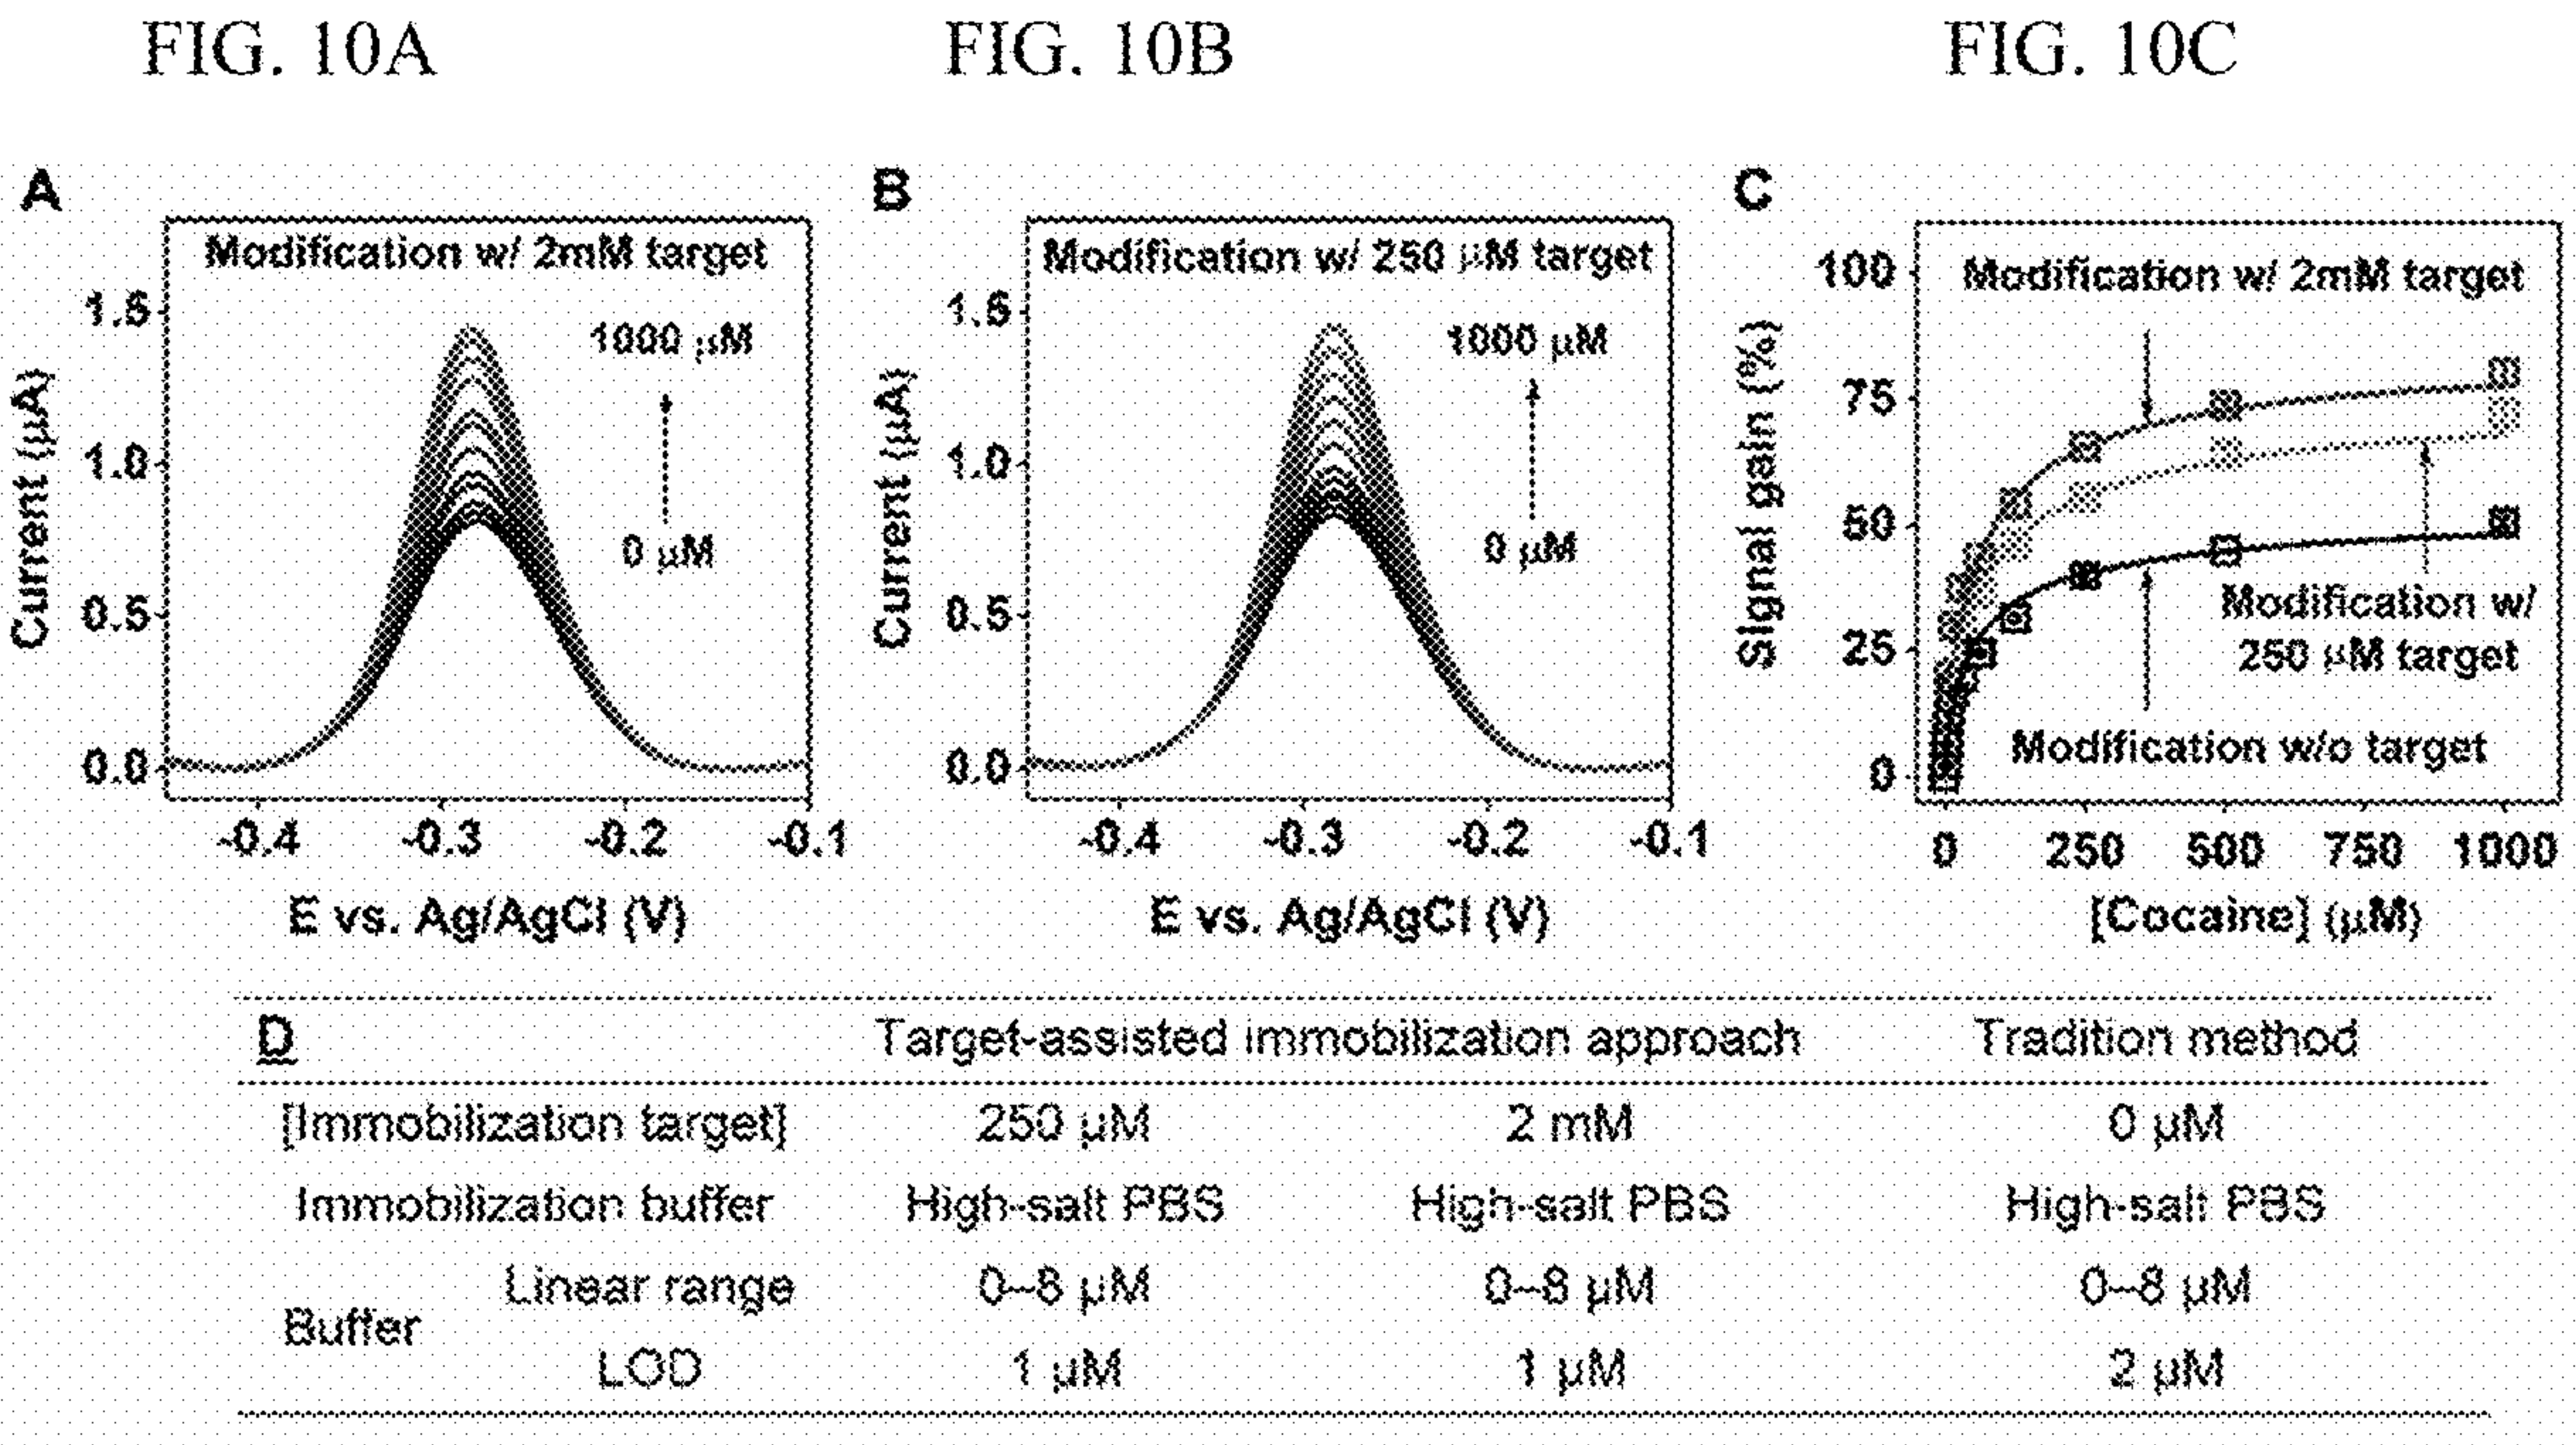 FIG. 10A
FIG. 10B
FIG. 10C
A
Modification w/ 2mM target
1.5
1.0
0.5
0.0
1000 µM
0 µM
Current (µA)
-0.4 -0.3 -0.2 -0.1
E vs. Ag/AgCl (V)
B
Modification w/ 250 µM target
1.5
1.0
0.5
0.0
1000 µM
0 µM
Current (µA)
-0.4 -0.3 -0.2 -0.1
E vs. Ag/AgCl (V)
C
100
75
50
25
0
Signal gain (%)
Modification w/ 2mM target
Modification w/
250 µM target
Modification w/o target
0 250 500 750 1000
[Cocaine] (µM)
D Target-assisted immobilization approach Tradition method
[Immobilization target] 250 µM 2 mM 0 µM
Immobilization buffer High-salt PBS High-salt PBS High-salt PBS
Linear range 0–8 µM 0–8 µM 0–8 µM
Buffer
LOD 1 µM 1 µM 2 µM